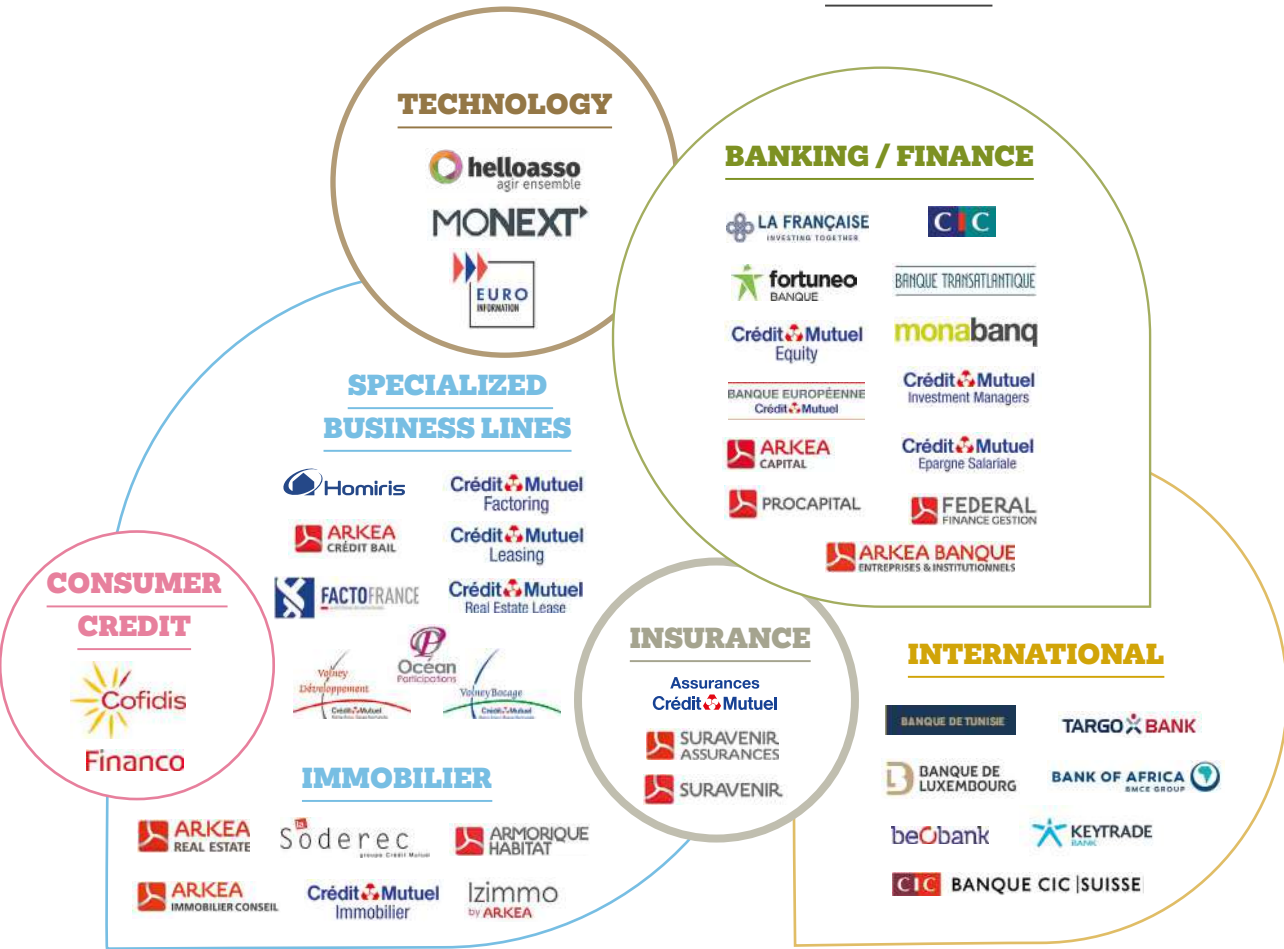 TECHNOLOGY
helloasso
agir ensemble
MONEXT
EURO
INFORMATION
BANKING / FINANCE
LA FRANÇAISE
INVESTING TOGETHER
CIC
fortuneo
BANQUE
BANQUE TRANSATLANTIQUE
Crédit Mutuel
Equity
monabanq
BANQUE EUROPÉENNE
Crédit Mutuel
Crédit Mutuel
Investment Managers
ARKEA
CAPITAL
Crédit Mutuel
Epargne Salariale
PROCAPITAL
FEDERAL
FINANCE GESTION
ARKEA BANQUE
ENTREPRISES & INSTITUTIONNELS
SPECIALIZED
BUSINESS LINES
Homiris
Crédit Mutuel
Factoring
ARKEA
CRÉDIT BAIL
Crédit Mutuel
Leasing
FACTOFRANCE
Crédit Mutuel
Real Estate Lease
Volney
Développement
Crédit Mutuel
P
Océan
Participations
Volney Bocage
Crédit Mutuel
CONSUMER
CREDIT
Cofidis
Financo
INSURANCE
Assurances
Crédit Mutuel
SURAVENIR
ASSURANCES
SURAVENIR
INTERNATIONAL
BANQUE DE TUNISIE
TARGO BANK
BANQUE DE
LUXEMBOURG
BANK OF AFRICA
BMCE GROUP
beobank
KEYTRADE
BANK
CIC BANQUE CIC |SUISSE|
IMMOBILIER
ARKEA
REAL ESTATE
la
Soderec
groupe Crédit Mutuel
ARMORIQUE
HABITAT
ARKEA
IMMOBILIER CONSEIL
Crédit Mutuel
Immobilier
Izimmo
by ARKEA